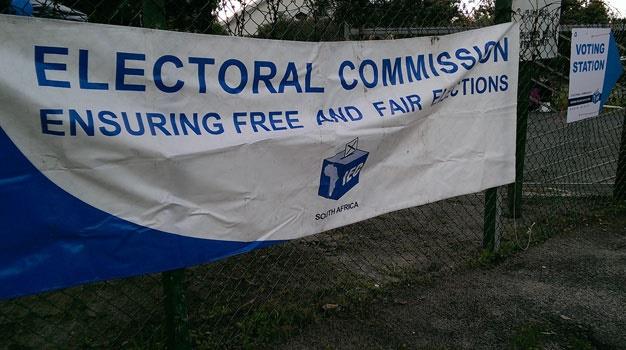 ELECTORAL COMMISSION
ENSURING FREE AND FAIR ELECTIONS
IEC
SOUTH AFRICA
VOTING
STATION